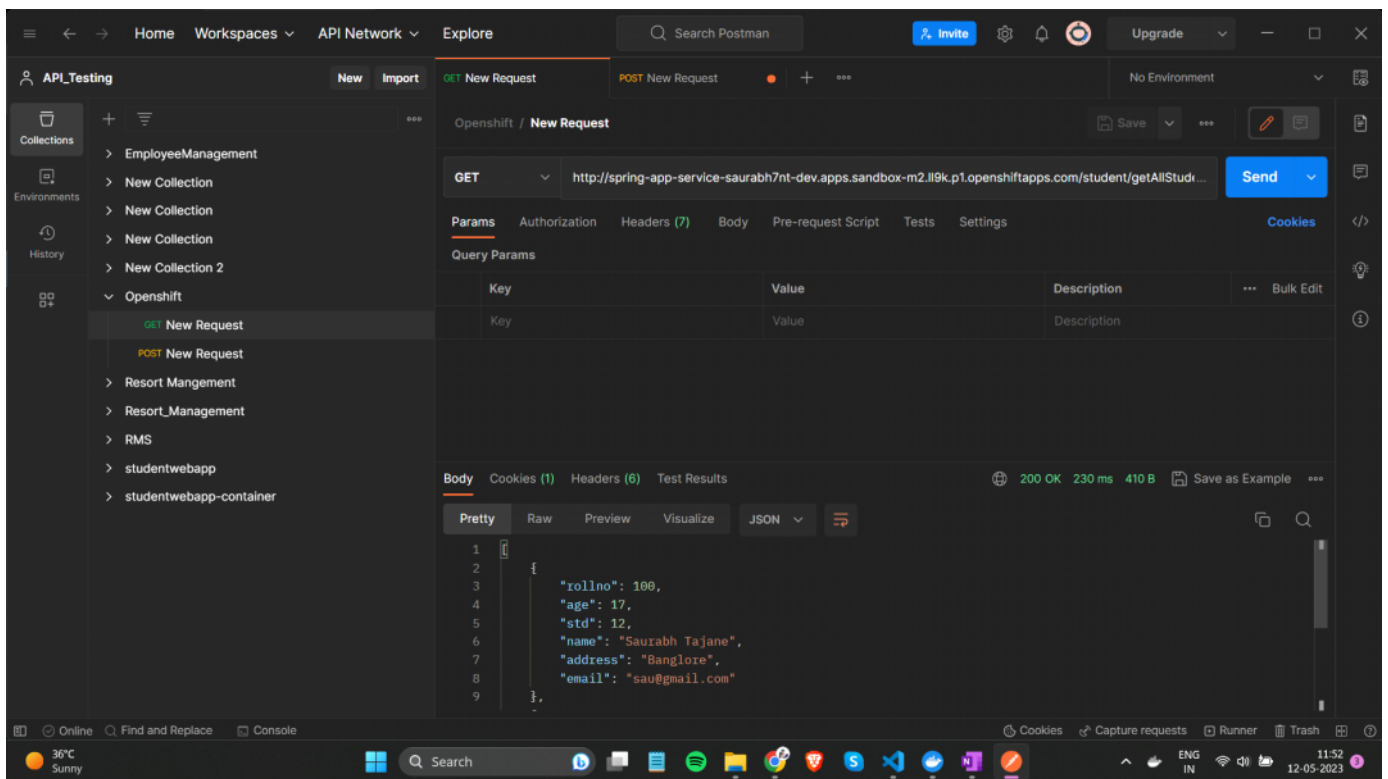 Home Workspaces API Network Explore Search Postman Invite Upgrade
API_Testing New Import GET New Request POST New Request No Environment
Collections
Environments
History
EmployeeManagement
New Collection
New Collection
New Collection
New Collection 2
Openshift
GET New Request
POST New Request
Resort Mangement
Resort_Management
RMS
studentwebapp
studentwebapp-container
Openshift / New Request Save
GET http://spring-app-service-saurabh7nt-dev.apps.sandbox-m2.ll9k.p1.openshiftapps.com/student/getAllStude... Send
Params Authorization Headers (7) Body Pre-request Script Tests Settings Cookies
Query Params
Key Value Description Bulk Edit
Key Value Description
Body Cookies (1) Headers (6) Test Results 200 OK 230 ms 410 B Save as Example
Pretty Raw Preview Visualize JSON
1 [
2 {
3 "rollno": 100,
4 "age": 17,
5 "std": 12,
6 "name": "Saurabh Tajane",
7 "address": "Banglore",
8 "email": "sau@gmail.com"
9 },
Online Find and Replace Console Cookies Capture requests Runner Trash
36°C
Sunny
Search
ENG
IN
11:52
12-05-2023
3